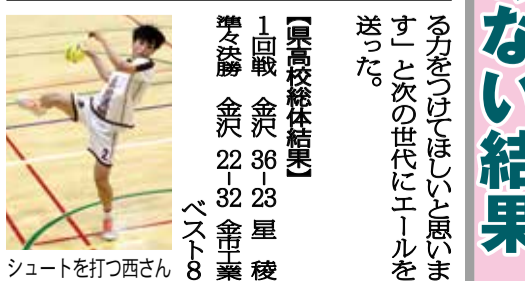 ない結果
る力をつけてほしいと思いま
す」と次の世代にエールを
送った。
【県高校総体結果】
1回戦 金沢 36－23 星稜
準々決勝 金沢 22－32 金市工業
ベスト8
シュートを打つ西さん
2